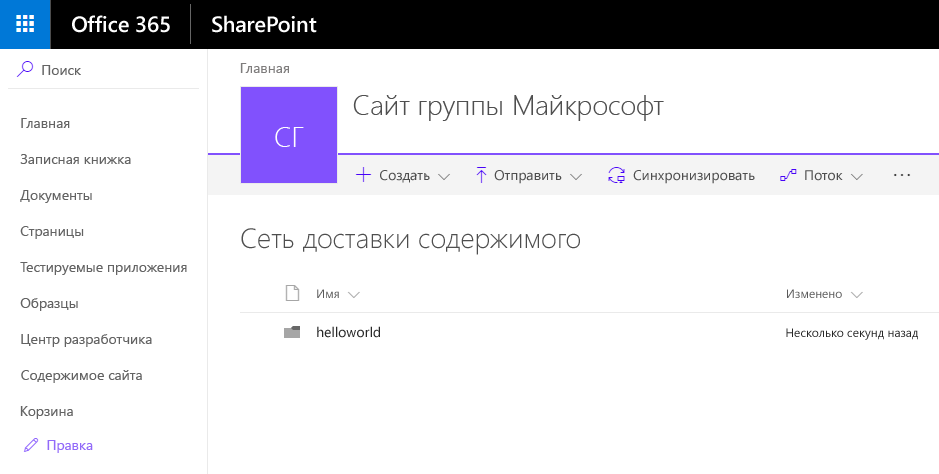 Office 365 SharePoint
Поиск
Главная
Записная книжка
Документы
Страницы
Тестируемые приложения
Образцы
Центр разработчика
Содержимое сайта
Корзина
Правка
Главная
СГ
Сайт группы Майкрософт
Создать Отправить Синхронизировать Поток ...
Сеть доставки содержимого
Имя Изменено
helloworld Несколько секунд назад